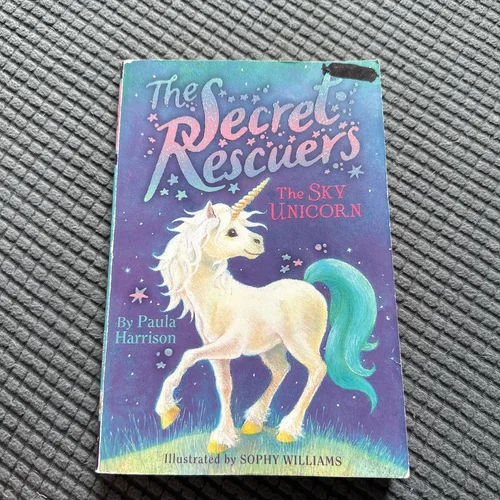 The Secret
Rescuers
The Sky
Unicorn
By Paula
Harrison
Illustrated by SOPHY WILLIAMS